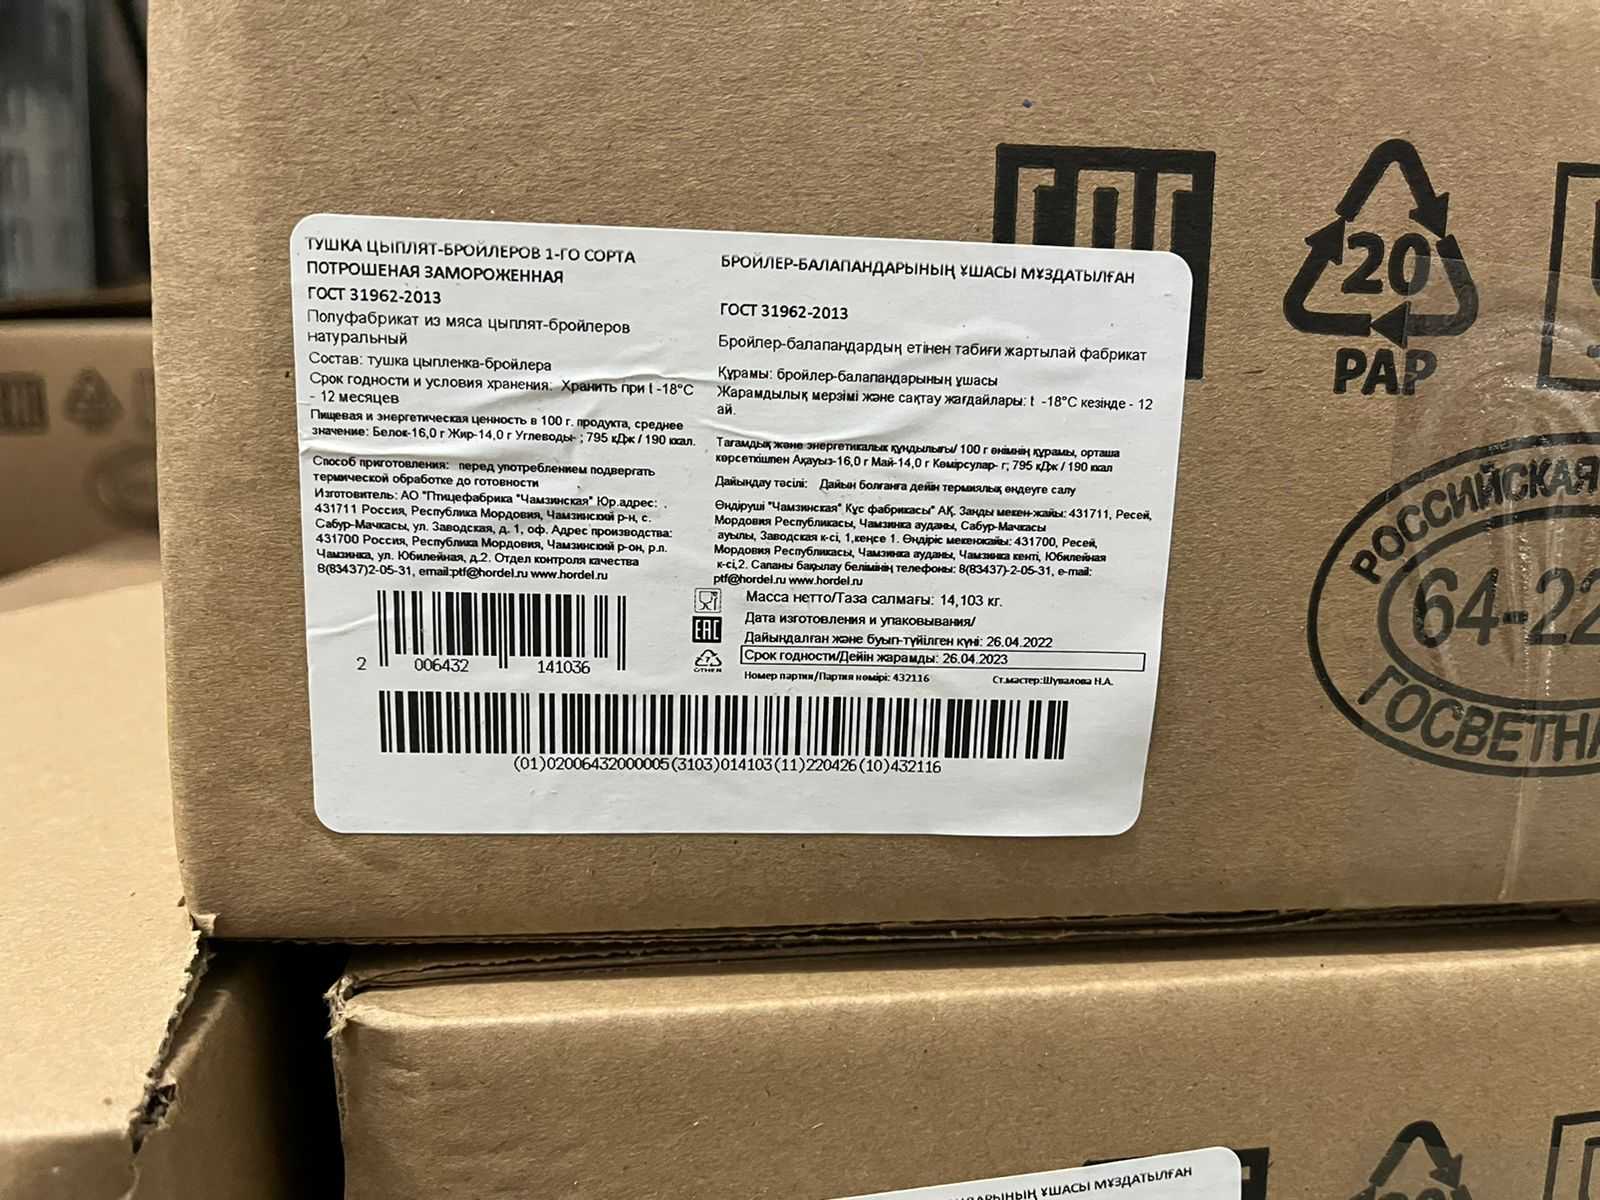 ТУШКА ЦЫПЛЯТ-БРОЙЛЕРОВ 1-ГО СОРТА
ПОТРОШЕНАЯ ЗАМОРОЖЕННАЯ
ГОСТ 31962-2013
Полуфабрикат из мяса цыплят-бройлеров
натуральный
Состав: тушка цыпленка-бройлера
Срок годности и условия хранения: Хранить при t -18°С
- 12 месяцев
Пищевая и энергетическая ценность в 100 г. продукта, среднее
значение: Белок-16,0 г Жир-14,0 г Углеводы- ; 795 кДж / 190 ккал.
Способ приготовления: перед употреблением подвергать
термической обработке до готовности
Изготовитель: АО "Птицефабрика "Чамзинская" Юр.адрес:
431711 Россия, Республика Мордовия, Чамзинский р-н, с.
Сабур-Мачкасы, ул. Заводская, д. 1, оф. Адрес производства:
431700 Россия, Республика Мордовия, Чамзинский р-он, р.п.
Чамзинка, ул. Юбилейная, д.2. Отдел контроля качества
8(83437)2-05-31, email:ptf@hordel.ru www.hordel.ru
2 006432 141036
БРОЙЛЕР-БАЛАПАНДАРЫНЫҢ ҰШАСЫ МҰЗДАТЫЛҒАН
ГОСТ 31962-2013
Бройлер-балапандардың етінен табиғи жартылай фабрикат
Құрамы: бройлер-балапандарының ұшасы
Жарамдылық мерзімі және сақтау жағдайлары: t -18°С кезінде - 12
ай.
Тағамдық және энергетикалық құндылығы/ 100 г өнімнің құрамы, орташа
көрсеткішпен Ақауыз-16,0 г Май-14,0 г Көмірсулар- г; 795 кДж / 190 ккал
Дайындау тәсілі: Дайын болғанға дейін термиялық өңдеуге салу
Өндіруші "Чамзинская" Құс фабрикасы" АҚ. Заңды мекен-жайы: 431711, Ресей,
Мордовия Республикасы, Чамзинка ауданы, Сабур-Мачкасы
ауылы, Заводская к-сі, 1,кеңсе 1. Өндіріс мекенжайы: 431700, Ресей,
Мордовия Республикасы, Чамзинка ауданы, Чамзинка кенті, Юбилейная
к-сі,2. Сапаны бақылау бөлімінің телефоны: 8(83437)-2-05-31, e-mail:
ptf@hordel.ru www.hordel.ru
Масса нетто/Таза салмағы: 14,103 кг.
Дата изготовления и упаковывания/
Дайындалған және буып-түйілген күні: 26.04.2022
EAC
Срок годности/Дейін жарамды: 26.04.2023
7
OTHER
Номер партии/Партия нөмірі: 432116 Ст.мастер:Шувалова Н.А.
(01)02006432000005(3103)014103(11)220426(10)432116
20
PAP
РОССИЙСКАЯ
64-22
ГОСВЕТН
ҰШАСЫ МҰЗДАТЫЛҒАН